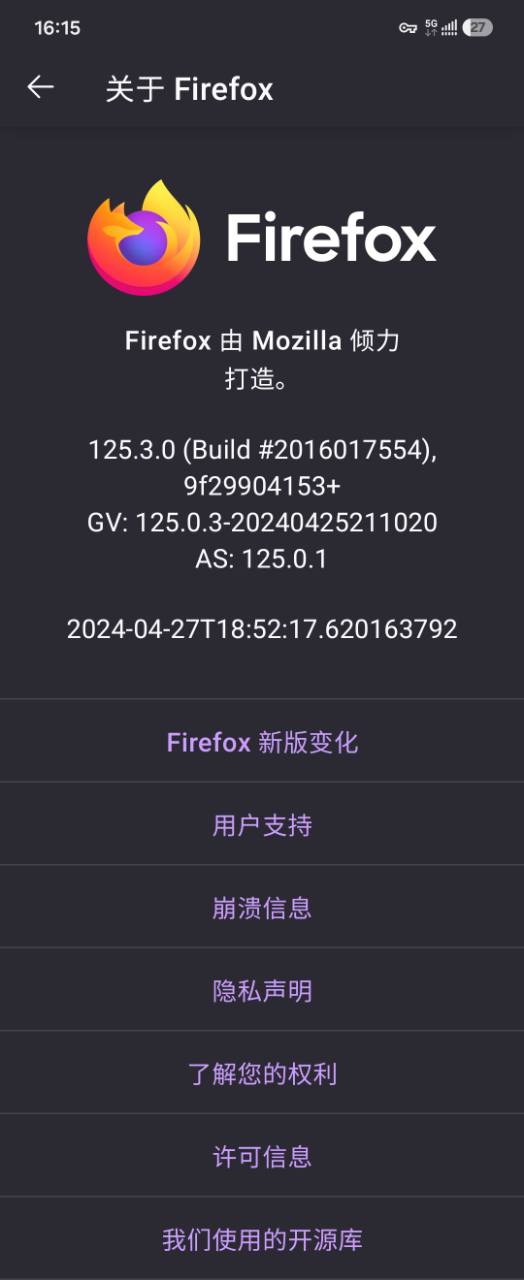 16:15
5G
27
关于 Firefox
Firefox
Firefox 由 Mozilla 倾力
打造。
125.3.0 (Build #2016017554),
9f29904153+
GV: 125.0.3-20240425211020
AS: 125.0.1
2024-04-27T18:52:17.620163792
Firefox 新版变化
用户支持
崩溃信息
隐私声明
了解您的权利
许可信息
我们使用的开源库